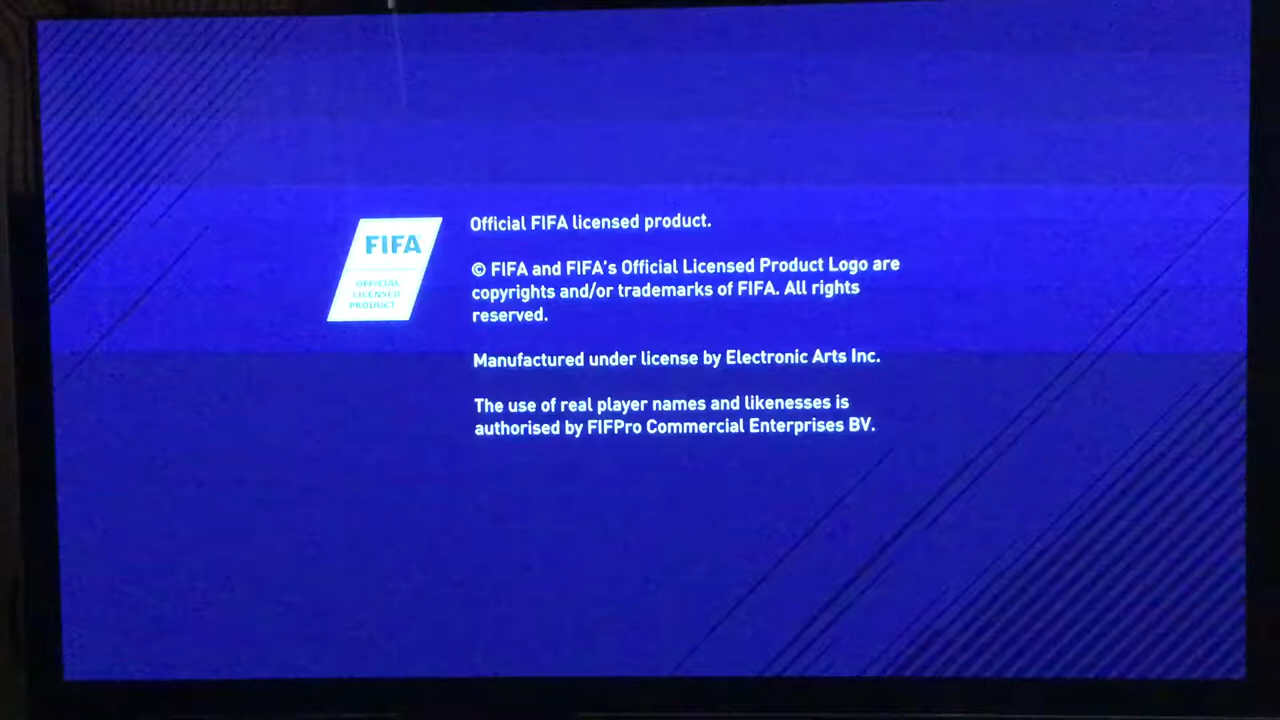 FIFA
OFFICIAL
LICENSED
PRODUCT
Official FIFA licensed product.
© FIFA and FIFA's Official Licensed Product Logo are
copyrights and/or trademarks of FIFA. All rights
reserved.
Manufactured under license by Electronic Arts Inc.
The use of real player names and likenesses is
authorised by FIFPro Commercial Enterprises BV.